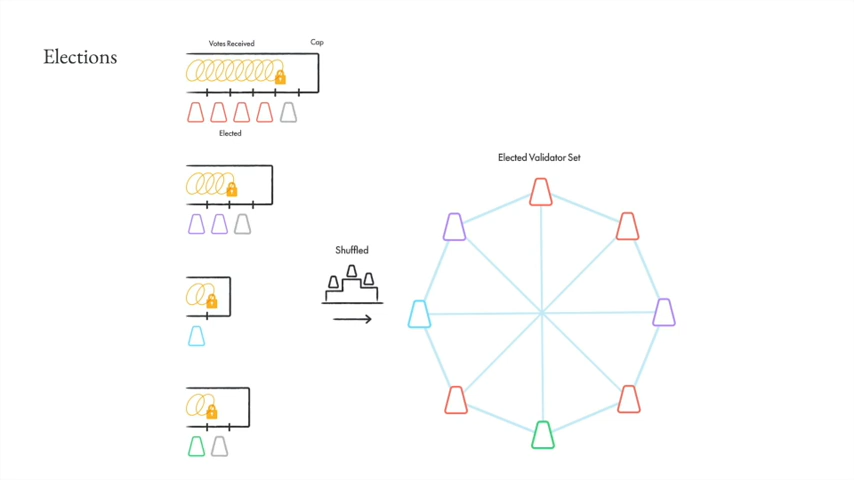 Elections
Votes Received
Cap
Elected
Shuffled
Elected Validator Set